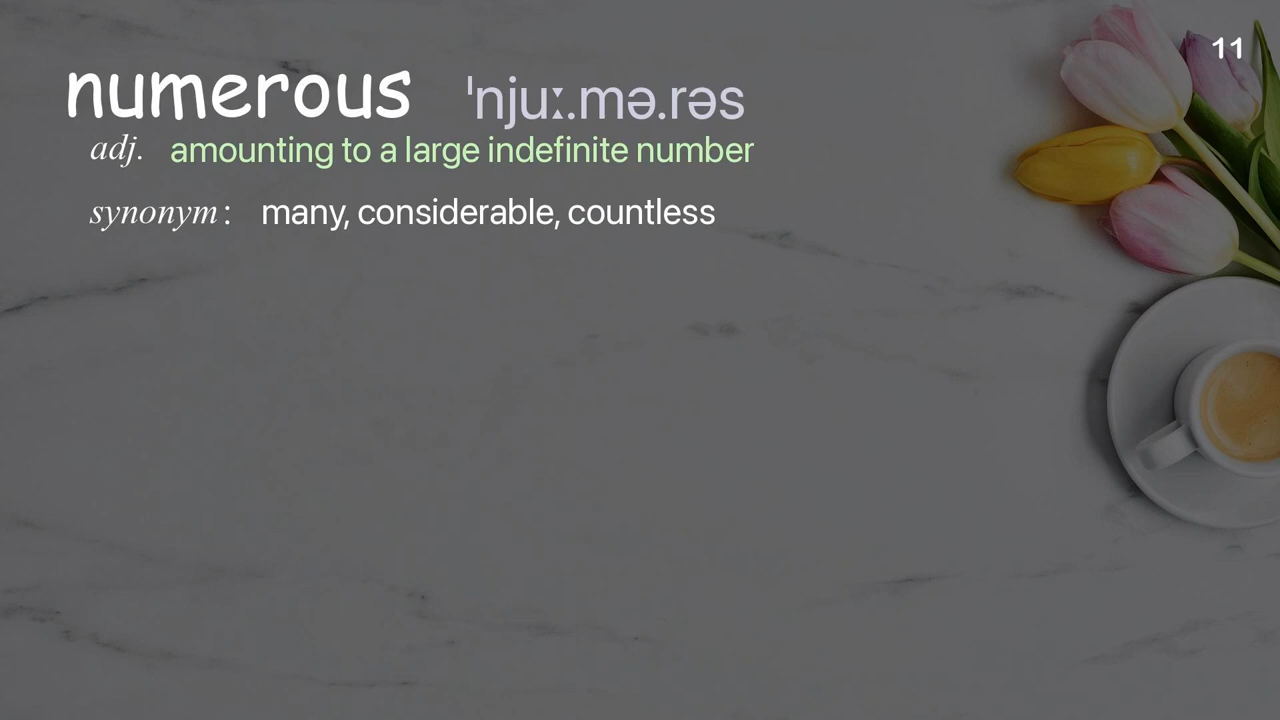 11
numerous ˈnjuː.mə.rəs
adj. amounting to a large indefinite number
synonym : many, considerable, countless